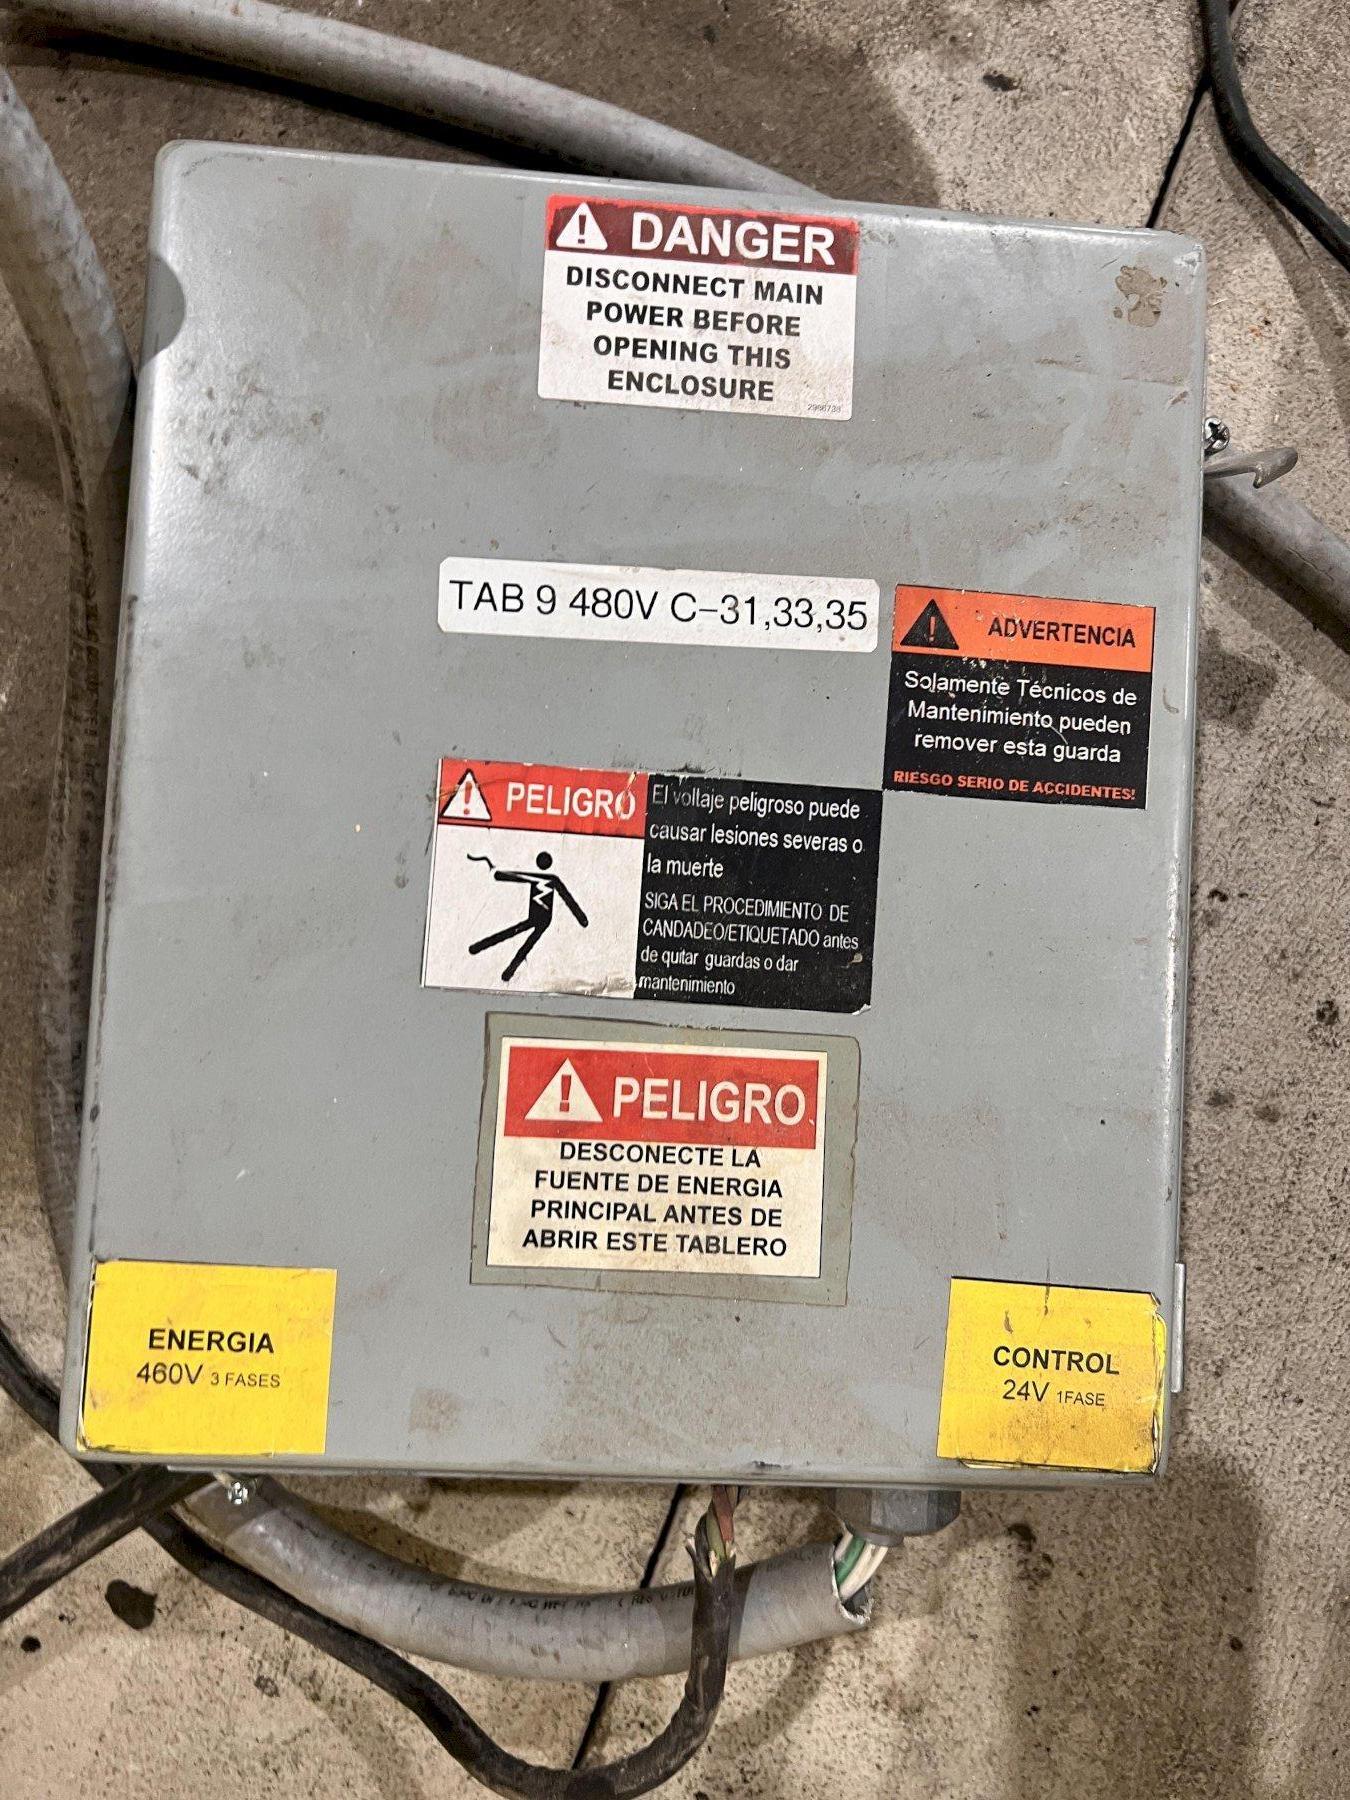 DANGER
DISCONNECT MAIN
POWER BEFORE
OPENING THIS
ENCLOSURE
TAB 9 480V C-31,33,35
ADVERTENCIA
Solamente Técnicos de
Mantenimiento pueden
remover esta guarda
RIESGO SERIO DE ACCIDENTES!
PELIGRO
El voltaje peligroso puede
causar lesiones severas o
la muerte
SIGA EL PROCEDIMIENTO DE
CANDADEO/ETIQUETADO antes
de quitar guardas o dar
mantenimiento
PELIGRO
DESCONECTE LA
FUENTE DE ENERGIA
PRINCIPAL ANTES DE
ABRIR ESTE TABLERO
ENERGIA
460V 3 FASES
CONTROL
24V 1FASE